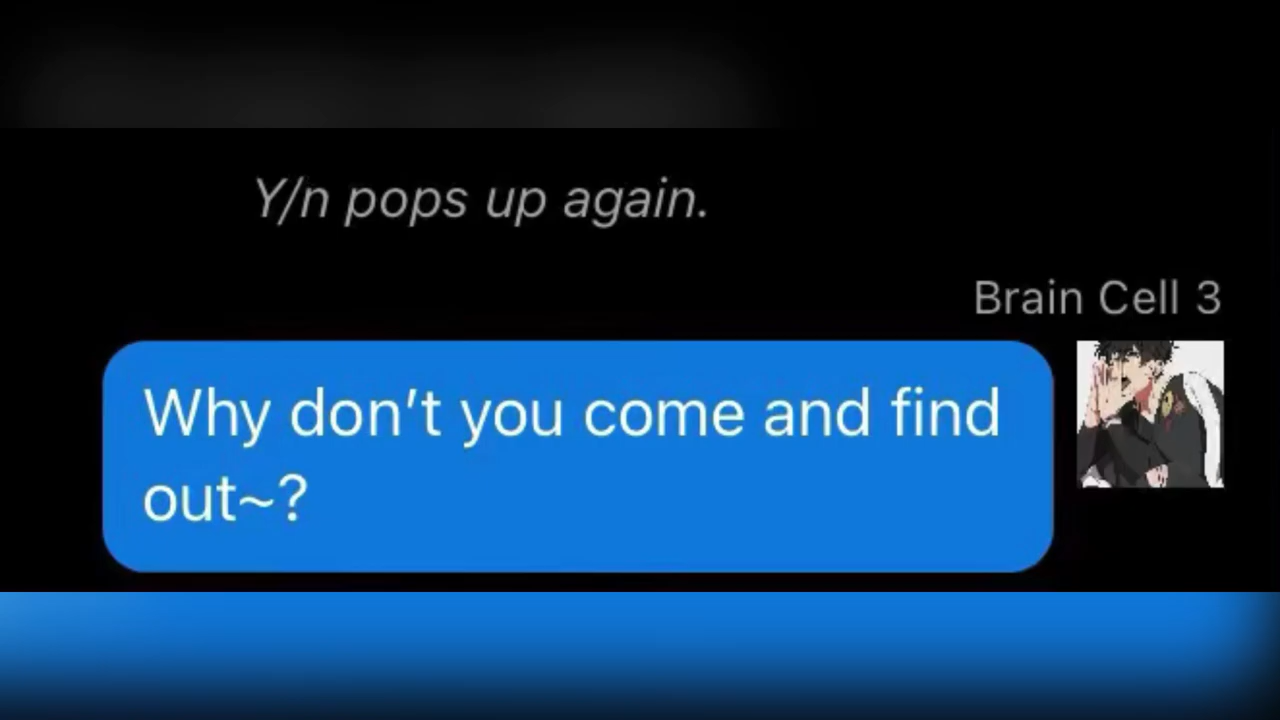 Y/n pops up again.
Brain Cell 3
Why don’t you come and find
out~?